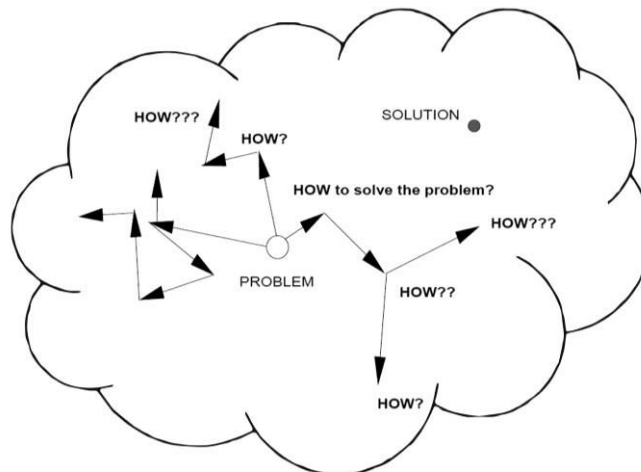 HOW???
SOLUTION
HOW?
HOW to solve the problem?
HOW???
PROBLEM
HOW??
HOW?